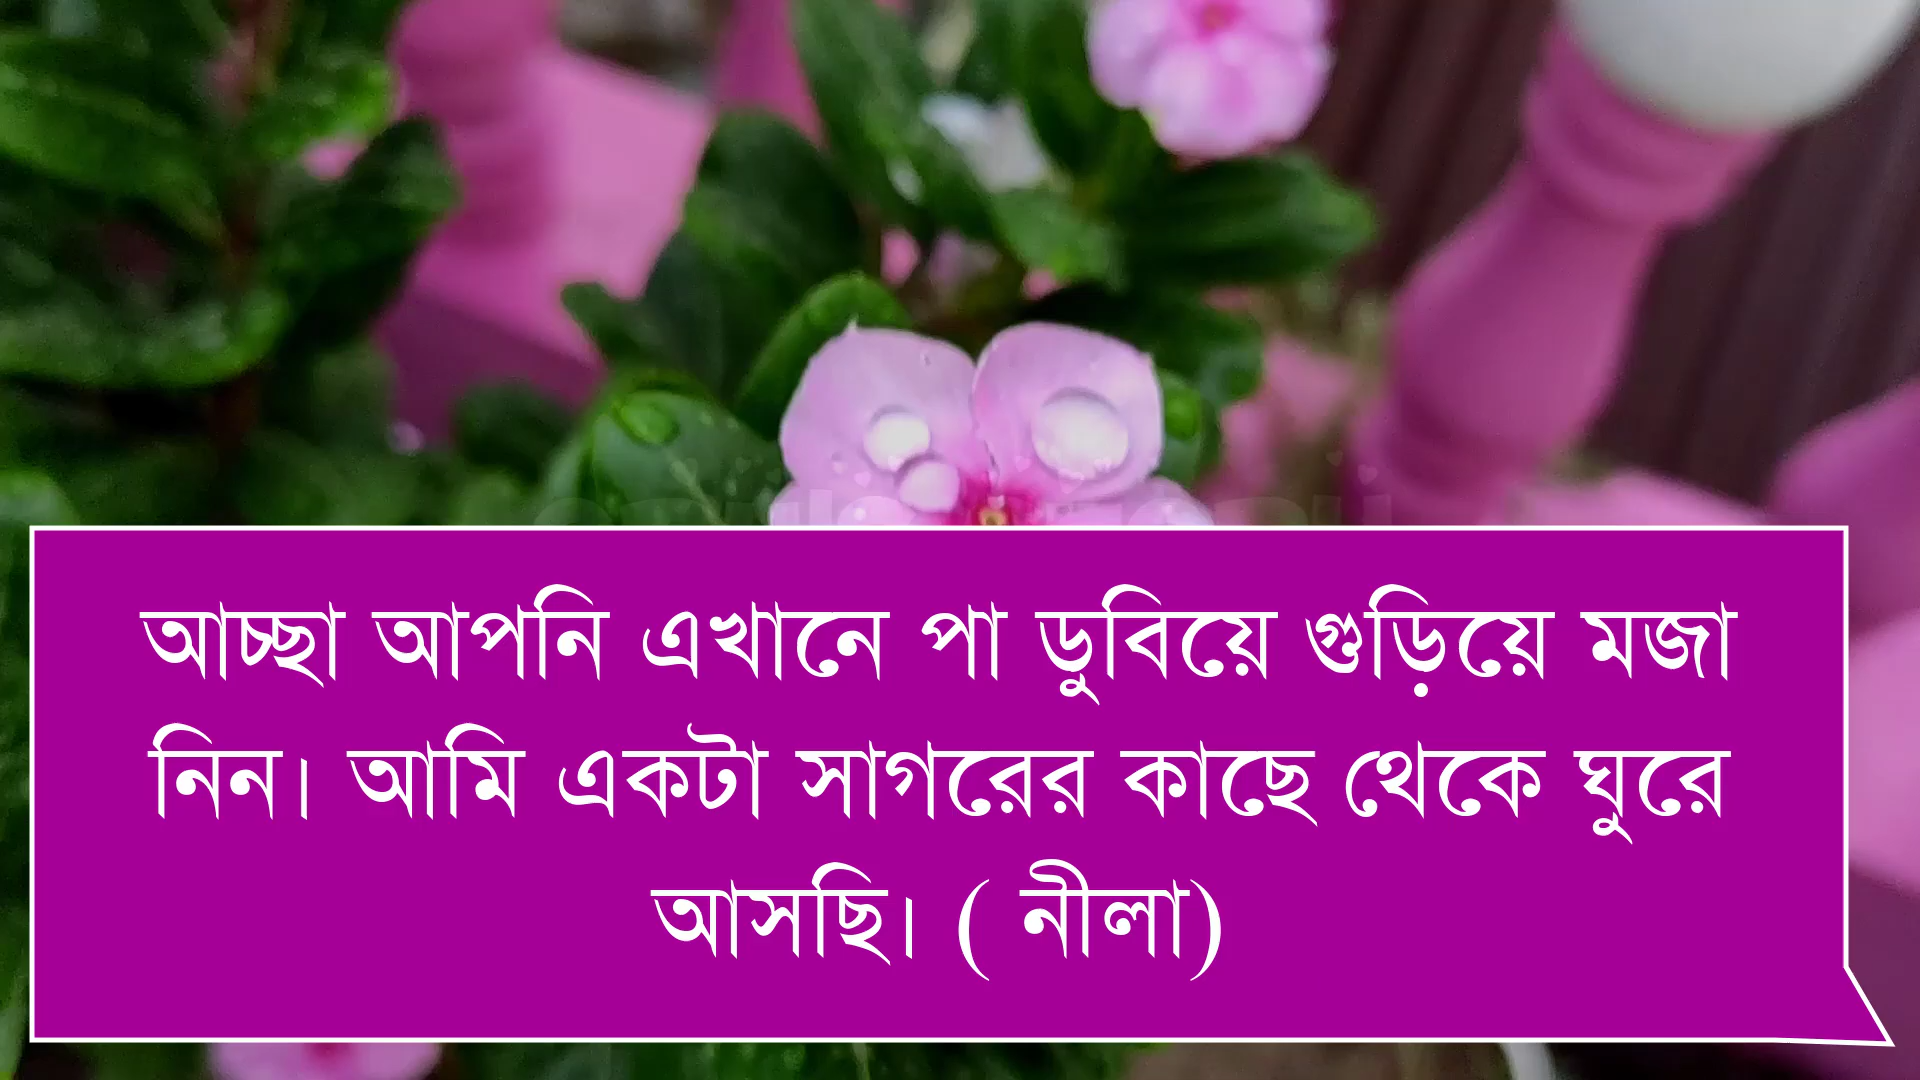 আচ্ছা আপনি এখানে পা ডুবিয়ে গুড়িয়ে মজা
নিন। আমি একটা সাগরের কাছে থেকে ঘুরে
আসছি। ( নীলা)